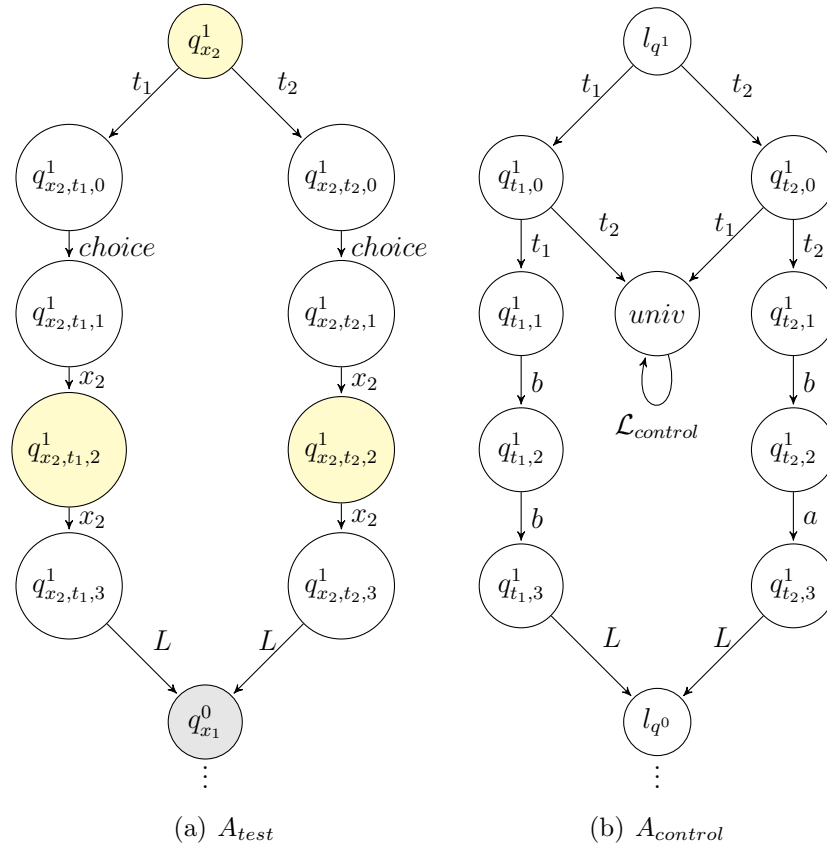 q^1_{x_2}
t_1 t_2
q^1_{x_2,t_1,0} q^1_{x_2,t_2,0}
choice choice
q^1_{x_2,t_1,1} q^1_{x_2,t_2,1}
x_2 x_2
q^1_{x_2,t_1,2} q^1_{x_2,t_2,2}
x_2 x_2
q^1_{x_2,t_1,3} q^1_{x_2,t_2,3}
L L
q^0_{x_1}
⋮
(a) A_{test}
l_{q^1}
t_1 t_2
q^1_{t_1,0} q^1_{t_2,0}
t_2 t_1
t_1 t_2
q^1_{t_1,1} univ q^1_{t_2,1}
b b
\mathcal{L}_{control}
q^1_{t_1,2} q^1_{t_2,2}
b a
q^1_{t_1,3} q^1_{t_2,3}
L L
l_{q^0}
⋮
(b) A_{control}